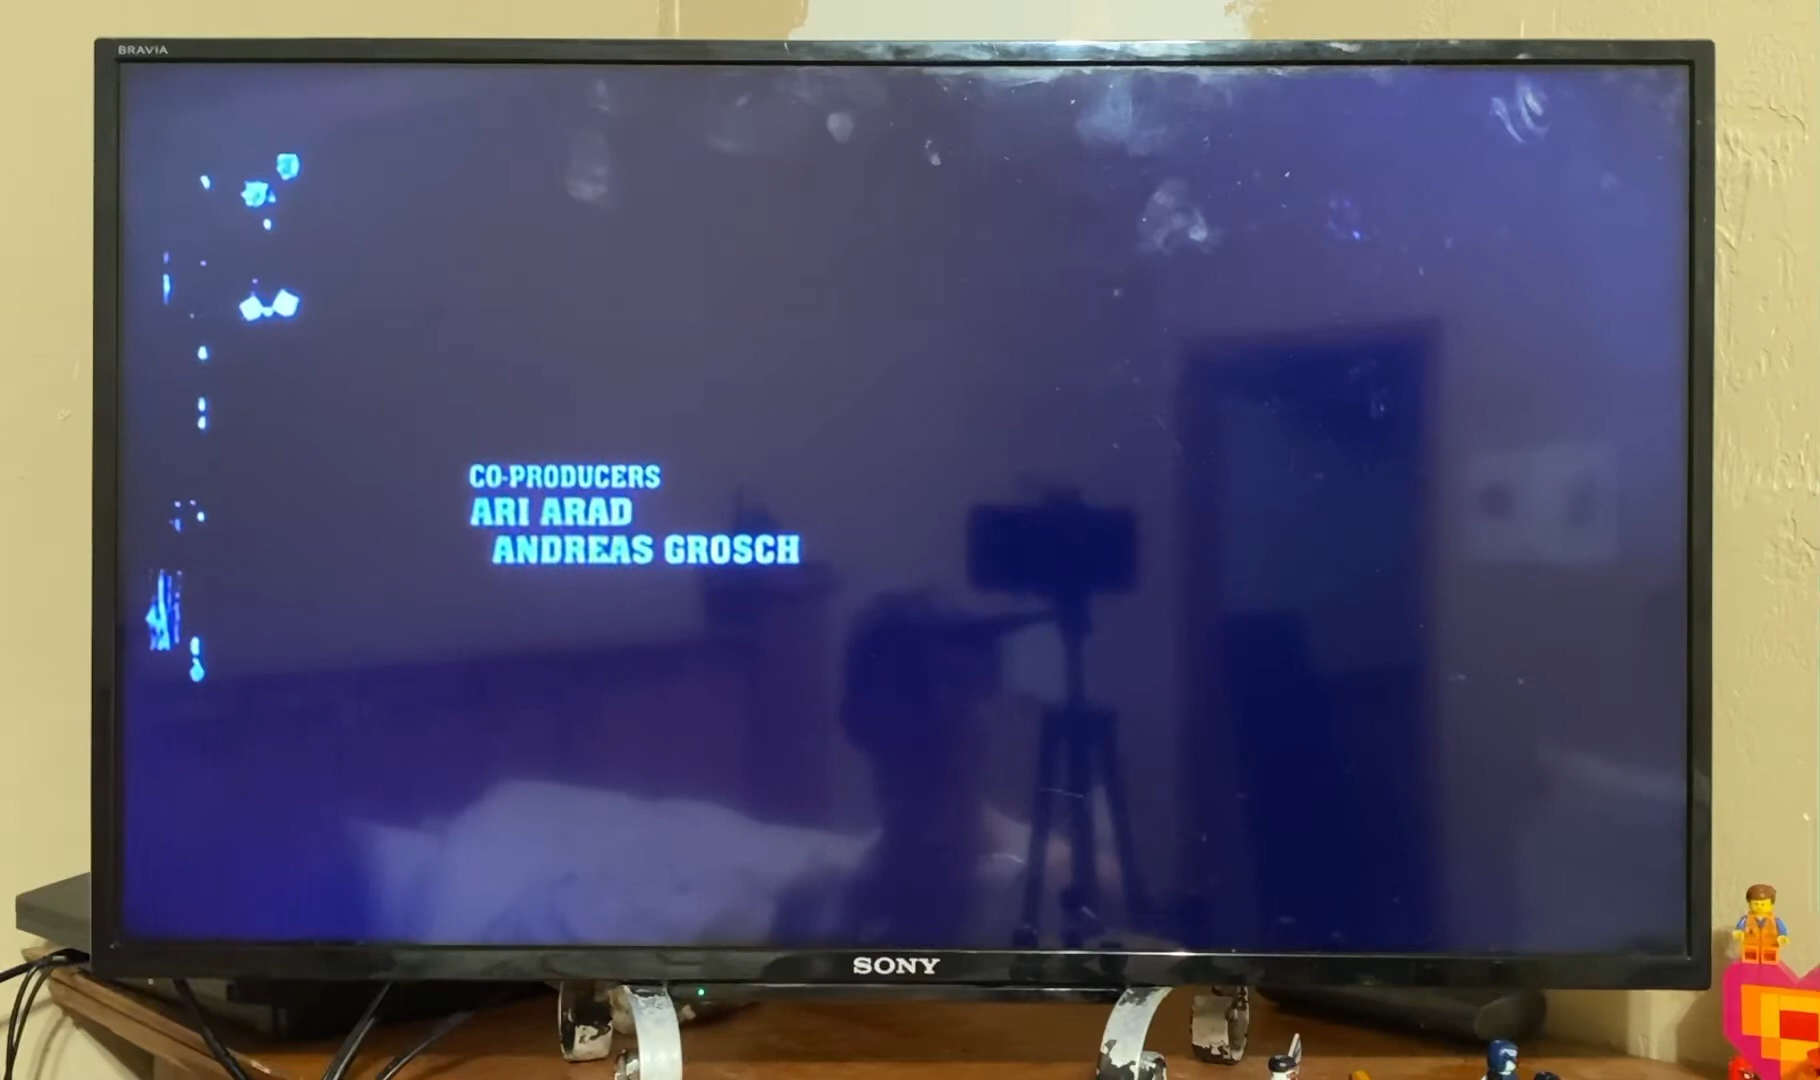 BRAVIA
CO-PRODUCERS
ARI ARAD
ANDREAS GROSCH
SONY